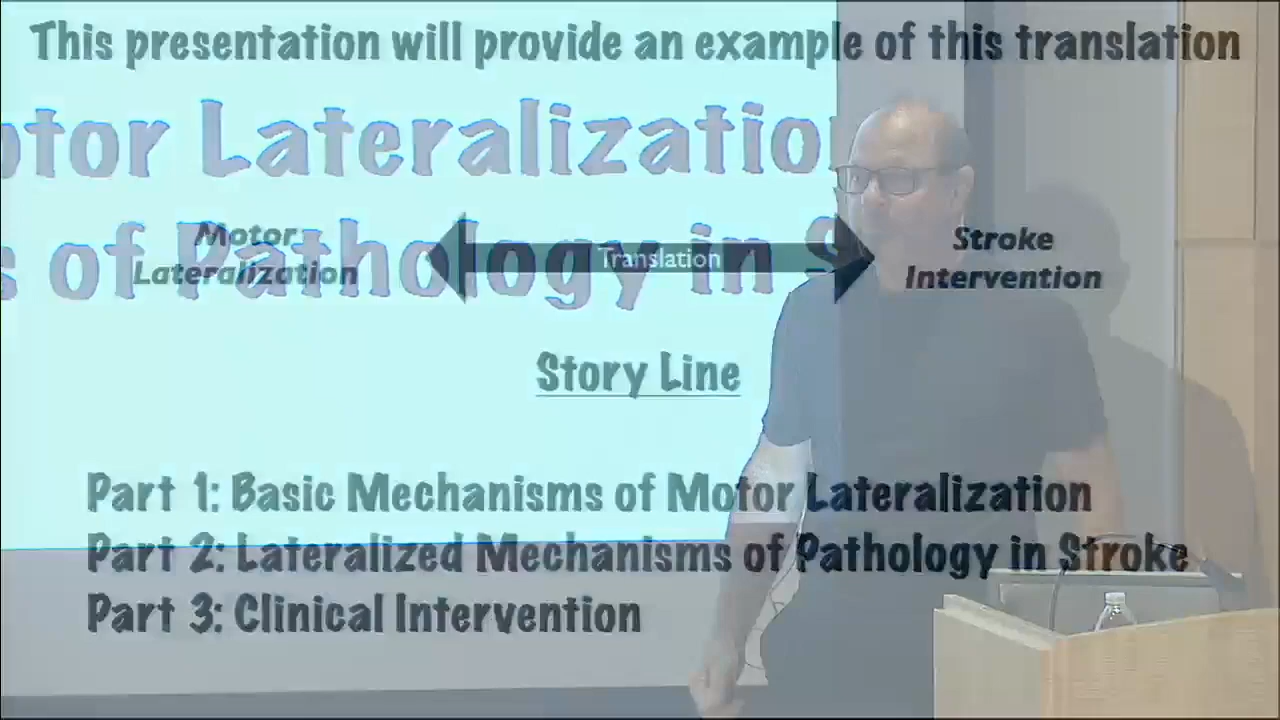 This presentation will provide an example of this translation
otor Lateralizatio
Motor
Lateralization
Translation
Stroke
Intervention
s of Pathology in S
Story Line
Part 1: Basic Mechanisms of Motor Lateralization
Part 2: Lateralized Mechanisms of Pathology in Stroke
Part 3: Clinical Intervention